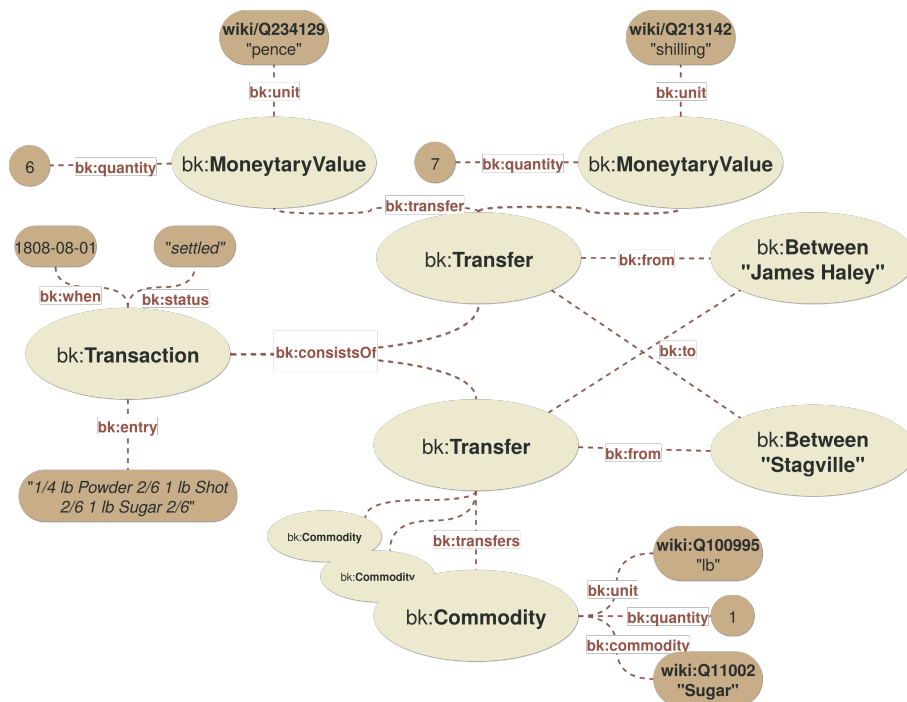 wiki/Q234129
"pence"
wiki/Q213142
"shilling"
bk:unit
bk:unit
6
bk:quantity
bk:MoneytaryValue
7
bk:quantity
bk:MoneytaryValue
bk:transfer
1808-08-01
"settled"
bk:Transfer
bk:from
bk:Between
"James Haley"
bk:when
bk:status
bk:Transaction
bk:consistsOf
bk:to
bk:entry
bk:Transfer
bk:from
bk:Between
"Stagville"
"1/4 lb Powder 2/6 1 lb Shot
2/6 1 lb Sugar 2/6"
bk:Commodity
bk:transfers
bk:Commodity
wiki:Q100995
"lb"
bk:unit
bk:Commodity
bk:quantity
1
bk:commodity
wiki:Q11002
"Sugar"